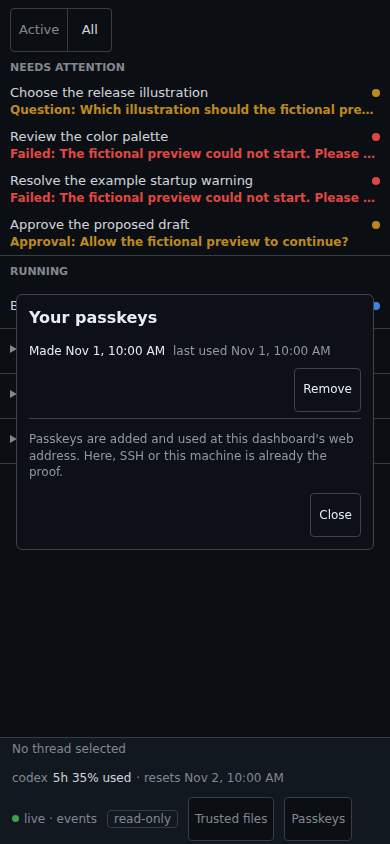 Active All
NEEDS ATTENTION
Choose the release illustration
Question: Which illustration should the fictional pre…
Review the color palette
Failed: The fictional preview could not start. Please …
Resolve the example startup warning
Failed: The fictional preview could not start. Please …
Approve the proposed draft
Approval: Allow the fictional preview to continue?
RUNNING
Your passkeys
Made Nov 1, 10:00 AM last used Nov 1, 10:00 AM
Remove
Passkeys are added and used at this dashboard's web
address. Here, SSH or this machine is already the
proof.
Close
No thread selected
codex 5h 35% used · resets Nov 2, 10:00 AM
live · events read-only Trusted files Passkeys